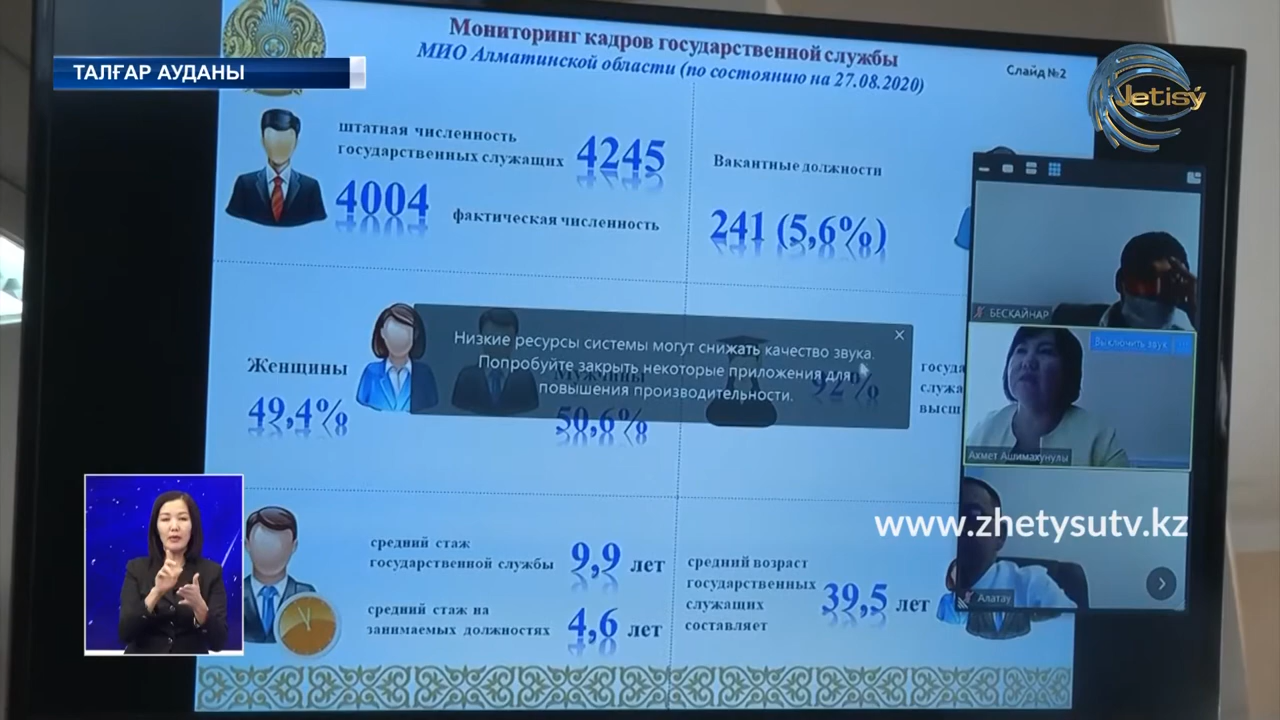 ТАЛҒАР АУДАНЫ
Мониторинг кадров государственной службы
МИО Алматинской области (по состоянию на 27.08.2020)
Слайд №2
Jetisý
штатная численность
государственных служащих 4245
4004 фактическая численность
Вакантные должности
241 (5,6%)
БЕСКАЙНАР
Низкие ресурсы системы могут снижать качество звука.
Попробуйте закрыть некоторые приложения для
повышения производительности.
Женщины
49,4%
Мужчины
50,6%
92%
госуда
служа
высш
Выключить звук
Ахмет Ашимахунулы
www.zhetysutv.kz
средний стаж
государственной службы 9,9 лет
средний стаж на
занимаемых должностях 4,6 лет
средний возраст
государственных
служащих
составляет
39,5 лет
Алатау